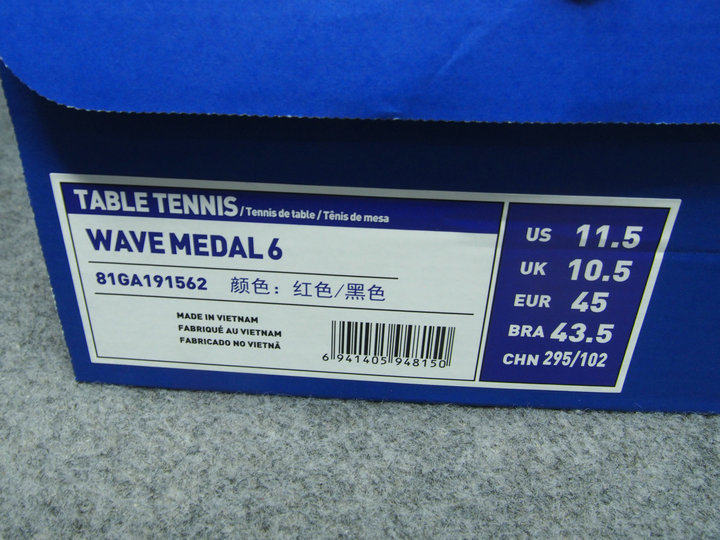 TABLE TENNIS / Tennis de table / Tênis de mesa
WAVE MEDAL 6
81GA191562 颜色：红色/黑色
MADE IN VIETNAM
FABRIQUÉ AU VIETNAM
FABRICADO NO VIETNÃ
6 941405 948150
US 11.5
UK 10.5
EUR 45
BRA 43.5
CHN 295/102